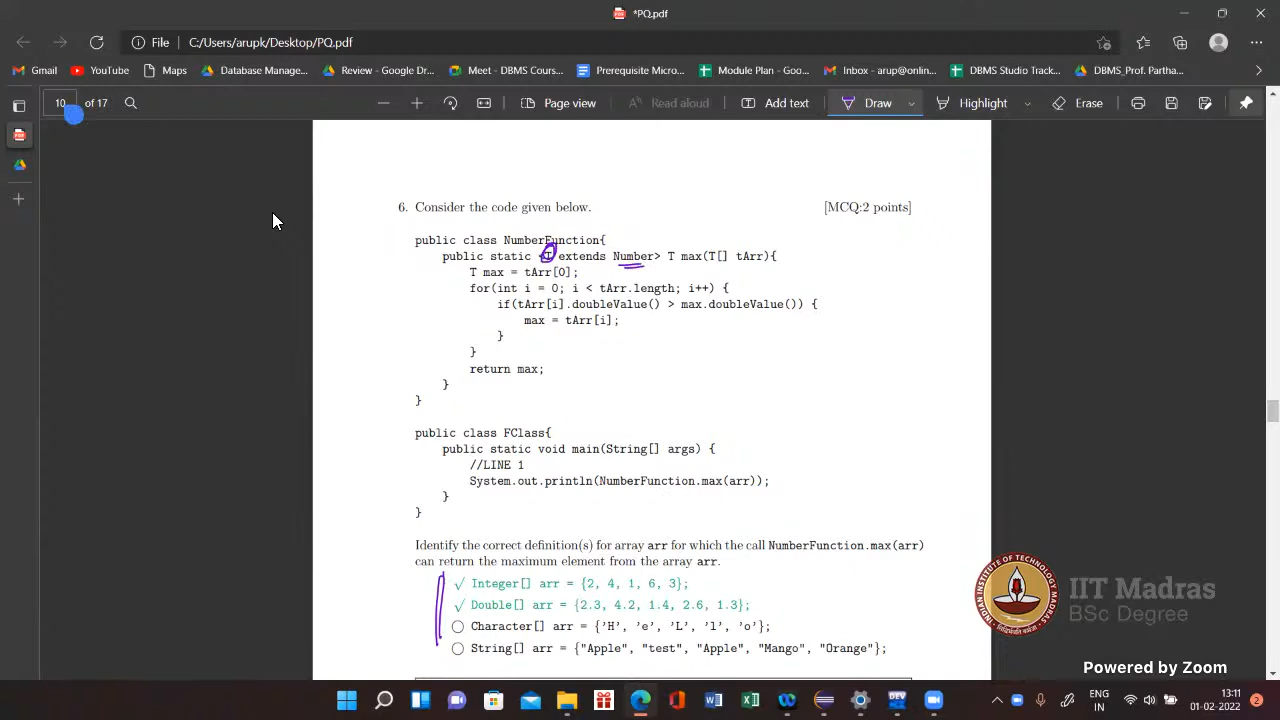 *PQ.pdf
File | C:/Users/arupk/Desktop/PQ.pdf
Gmail YouTube Maps Database Manage... Review - Google Dr... Meet - DBMS Cours... Prerequisite Micro... Module Plan - Goo... Inbox - arup@onlin... DBMS Studio Track... DBMS_Prof. Partha...
10 of 17 Page view Read aloud Add text Draw Highlight Erase
6. Consider the code given below. [MCQ:2 points]
public class NumberFunction{
public static <T extends Number> T max(T[] tArr){
T max = tArr[0];
for(int i = 0; i < tArr.length; i++) {
if(tArr[i].doubleValue() > max.doubleValue()) {
max = tArr[i];
}
}
return max;
}
}
public class FClass{
public static void main(String[] args) {
//LINE 1
System.out.println(NumberFunction.max(arr));
}
}
Identify the correct definition(s) for array arr for which the call NumberFunction.max(arr)
can return the maximum element from the array arr.
√ Integer[] arr = {2, 4, 1, 6, 3};
√ Double[] arr = {2.3, 4.2, 1.4, 2.6, 1.3};
○ Character[] arr = {'H', 'e', 'L', 'l', 'o'};
○ String[] arr = {"Apple", "test", "Apple", "Mango", "Orange"};
INDIAN INSTITUTE OF TECHNOLOGY MADRAS
IIT Madras
BSc Degree
Powered by Zoom
ENG
IN
13:11
01-02-2022
2